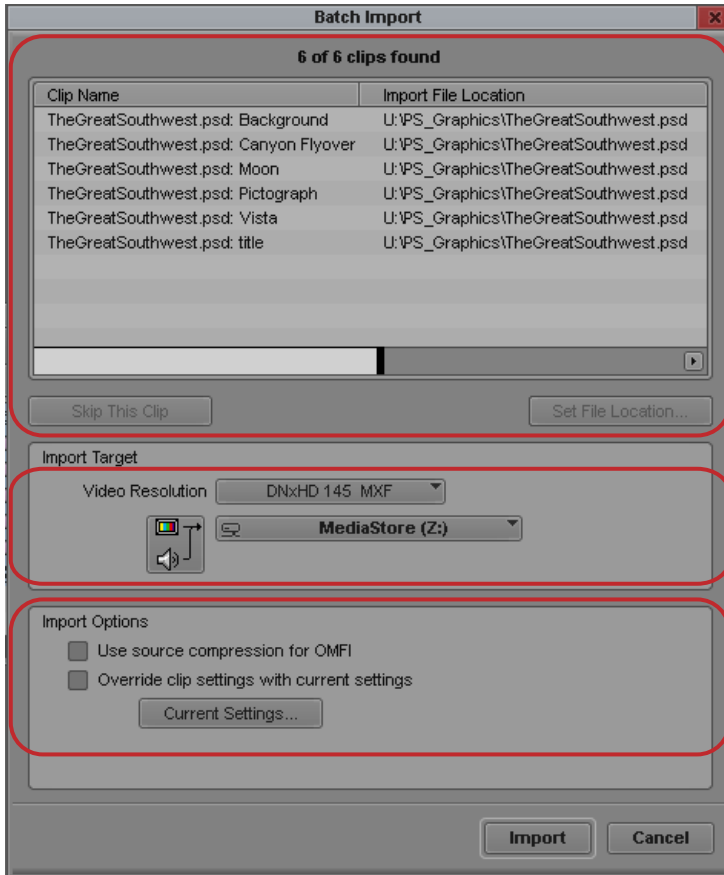 Batch Import
6 of 6 clips found
Clip Name Import File Location
TheGreatSouthwest.psd: Background U:\PS_Graphics\TheGreatSouthwest.psd
TheGreatSouthwest.psd: Canyon Flyover U:\PS_Graphics\TheGreatSouthwest.psd
TheGreatSouthwest.psd: Moon U:\PS_Graphics\TheGreatSouthwest.psd
TheGreatSouthwest.psd: Pictograph U:\PS_Graphics\TheGreatSouthwest.psd
TheGreatSouthwest.psd: Vista U:\PS_Graphics\TheGreatSouthwest.psd
TheGreatSouthwest.psd: title U:\PS_Graphics\TheGreatSouthwest.psd
Skip This Clip Set File Location...
Import Target
Video Resolution DNxHD 145 MXF
MediaStore (Z:)
Import Options
Use source compression for OMFI
Override clip settings with current settings
Current Settings...
Import Cancel